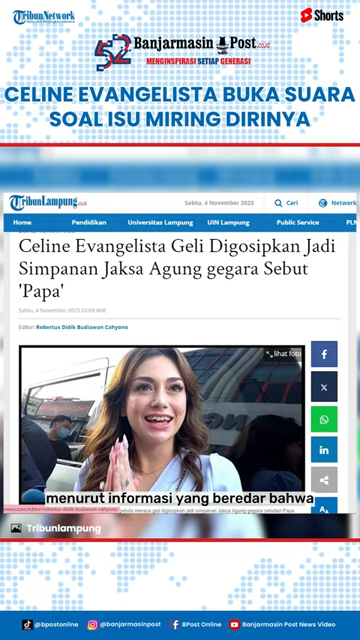 TribunNetwork
Shorts
52 Banjarmasin Post.co.id
MENGINSPIRASI SETIAP GENERASI
CELINE EVANGELISTA BUKA SUARA
SOAL ISU MIRING DIRINYA
TribunLampung.co.id
Sabtu, 4 November 2023
Cari
Network
Home Pendidikan Universitas Lampung UIN Lampung Public Service PLN
Celine Evangelista Geli Digosipkan Jadi
Simpanan Jaksa Agung gegara Sebut
'Papa'
Sabtu, 4 November 2023 02:09 WIB
Editor: Robertus Didik Budiawan Cahyono
lihat foto
menurut informasi yang beredar bahwa
Tribunlampung
@bpostonline @banjarmasinpost BPost Online Banjarmasin Post News Video